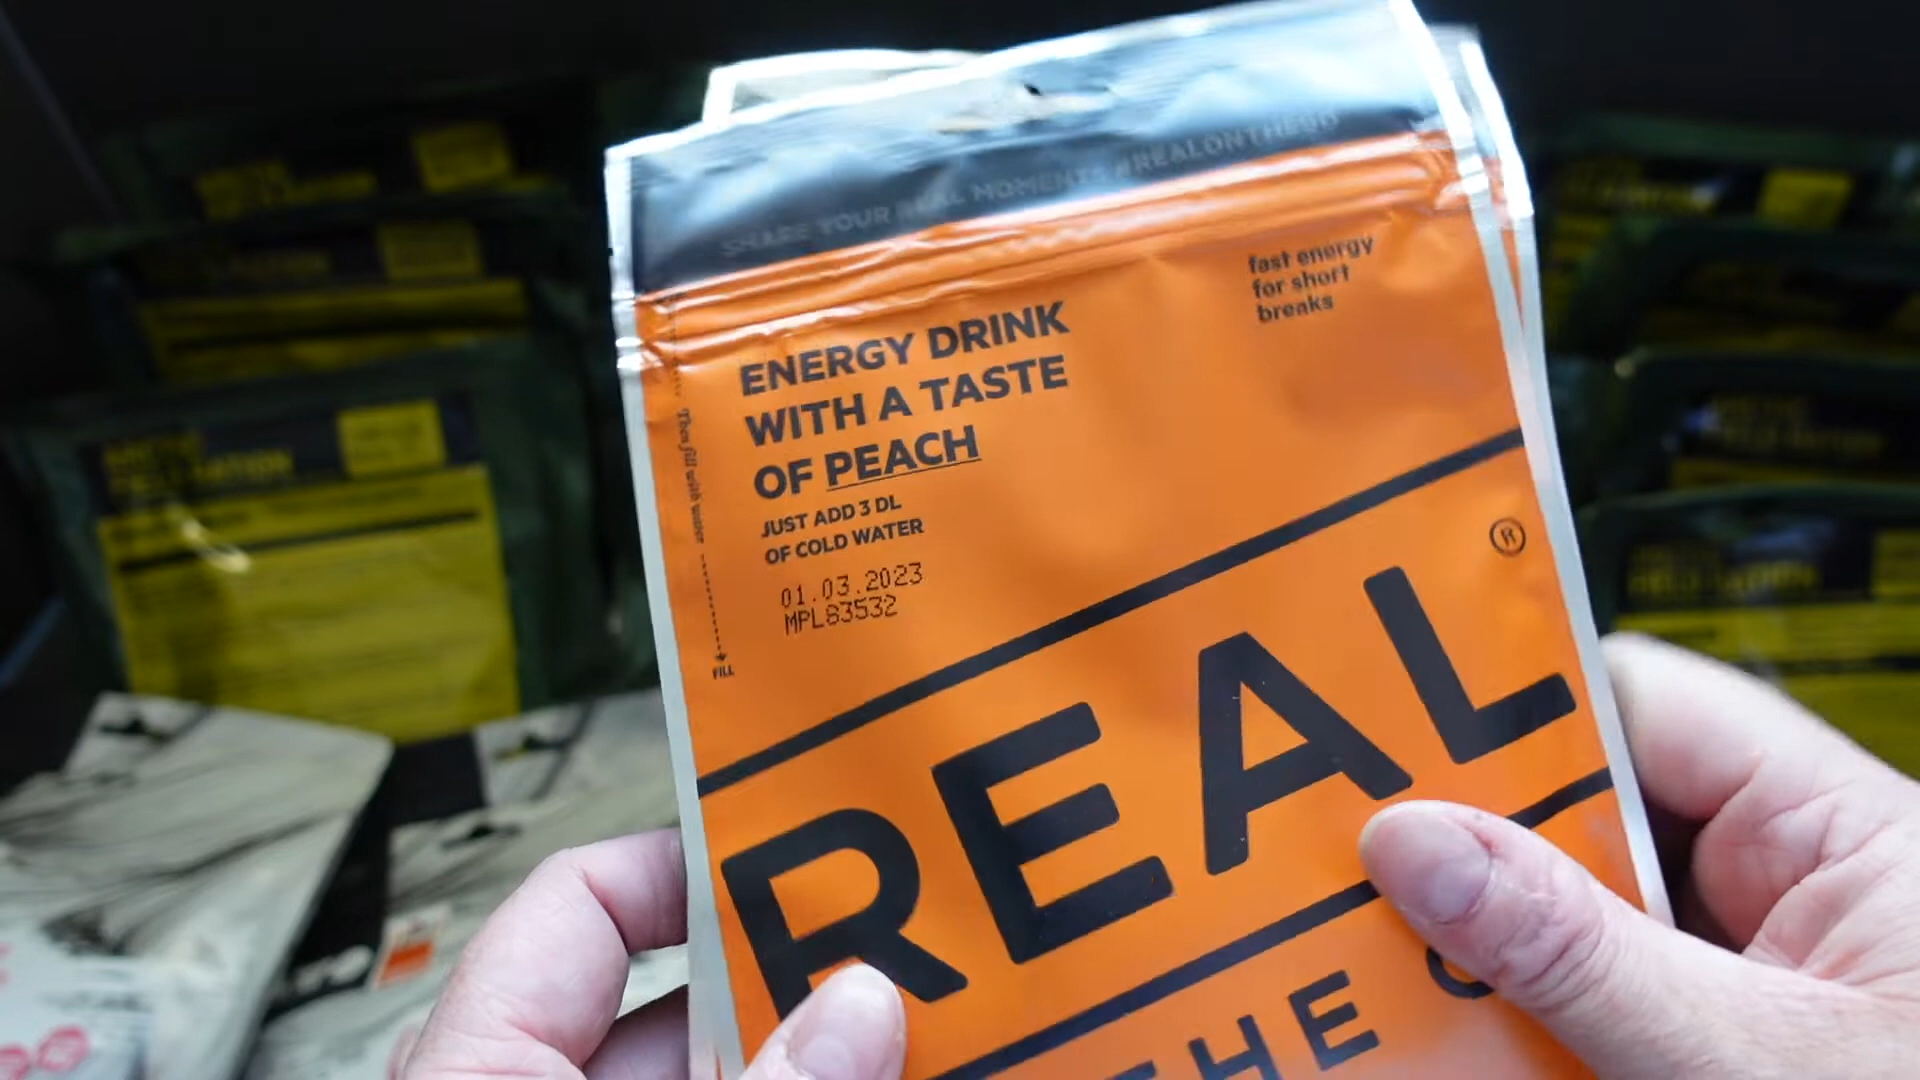 SHARE YOUR REAL MOMENTS #REALONTHEGO
fast energy
for short
breaks
ENERGY DRINK
WITH A TASTE
OF PEACH
JUST ADD 3 DL
OF COLD WATER
01.03.2023
MPL83532
Then fill with water
FILL
REAL
®
THE